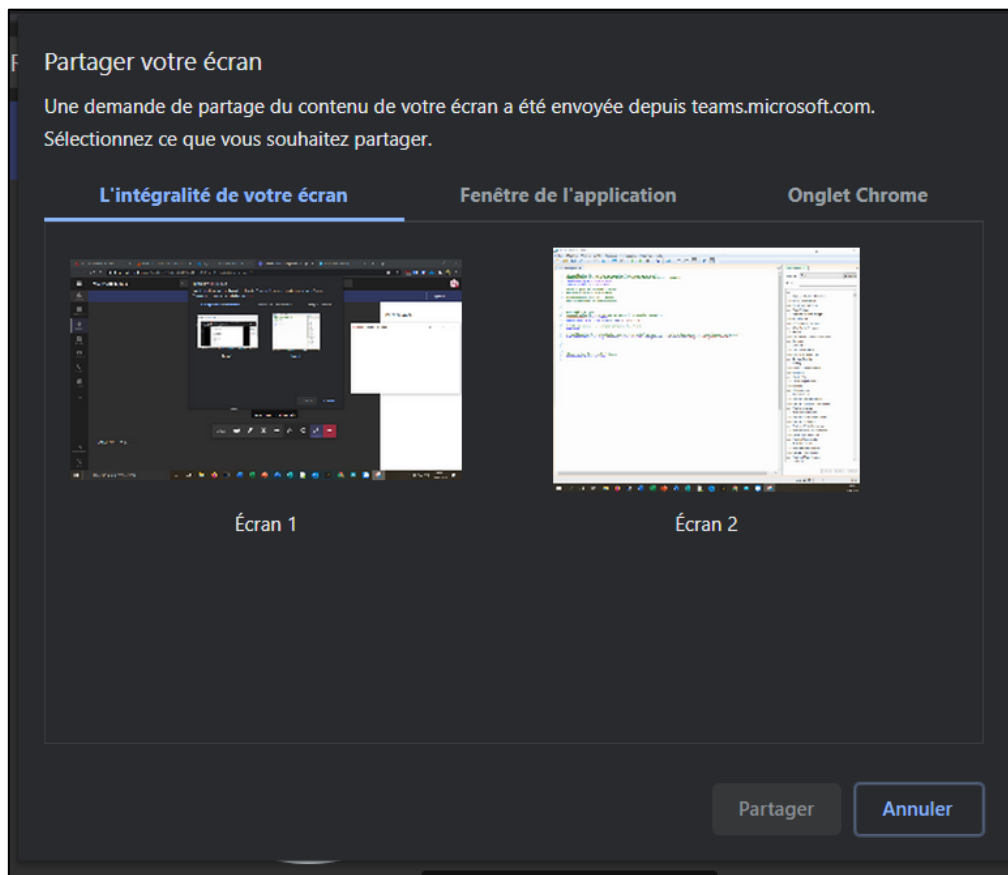 Partager votre écran
Une demande de partage du contenu de votre écran a été envoyée depuis teams.microsoft.com.
Sélectionnez ce que vous souhaitez partager.
L'intégralité de votre écran
Fenêtre de l'application
Onglet Chrome
Écran 1
Écran 2
Partager
Annuler